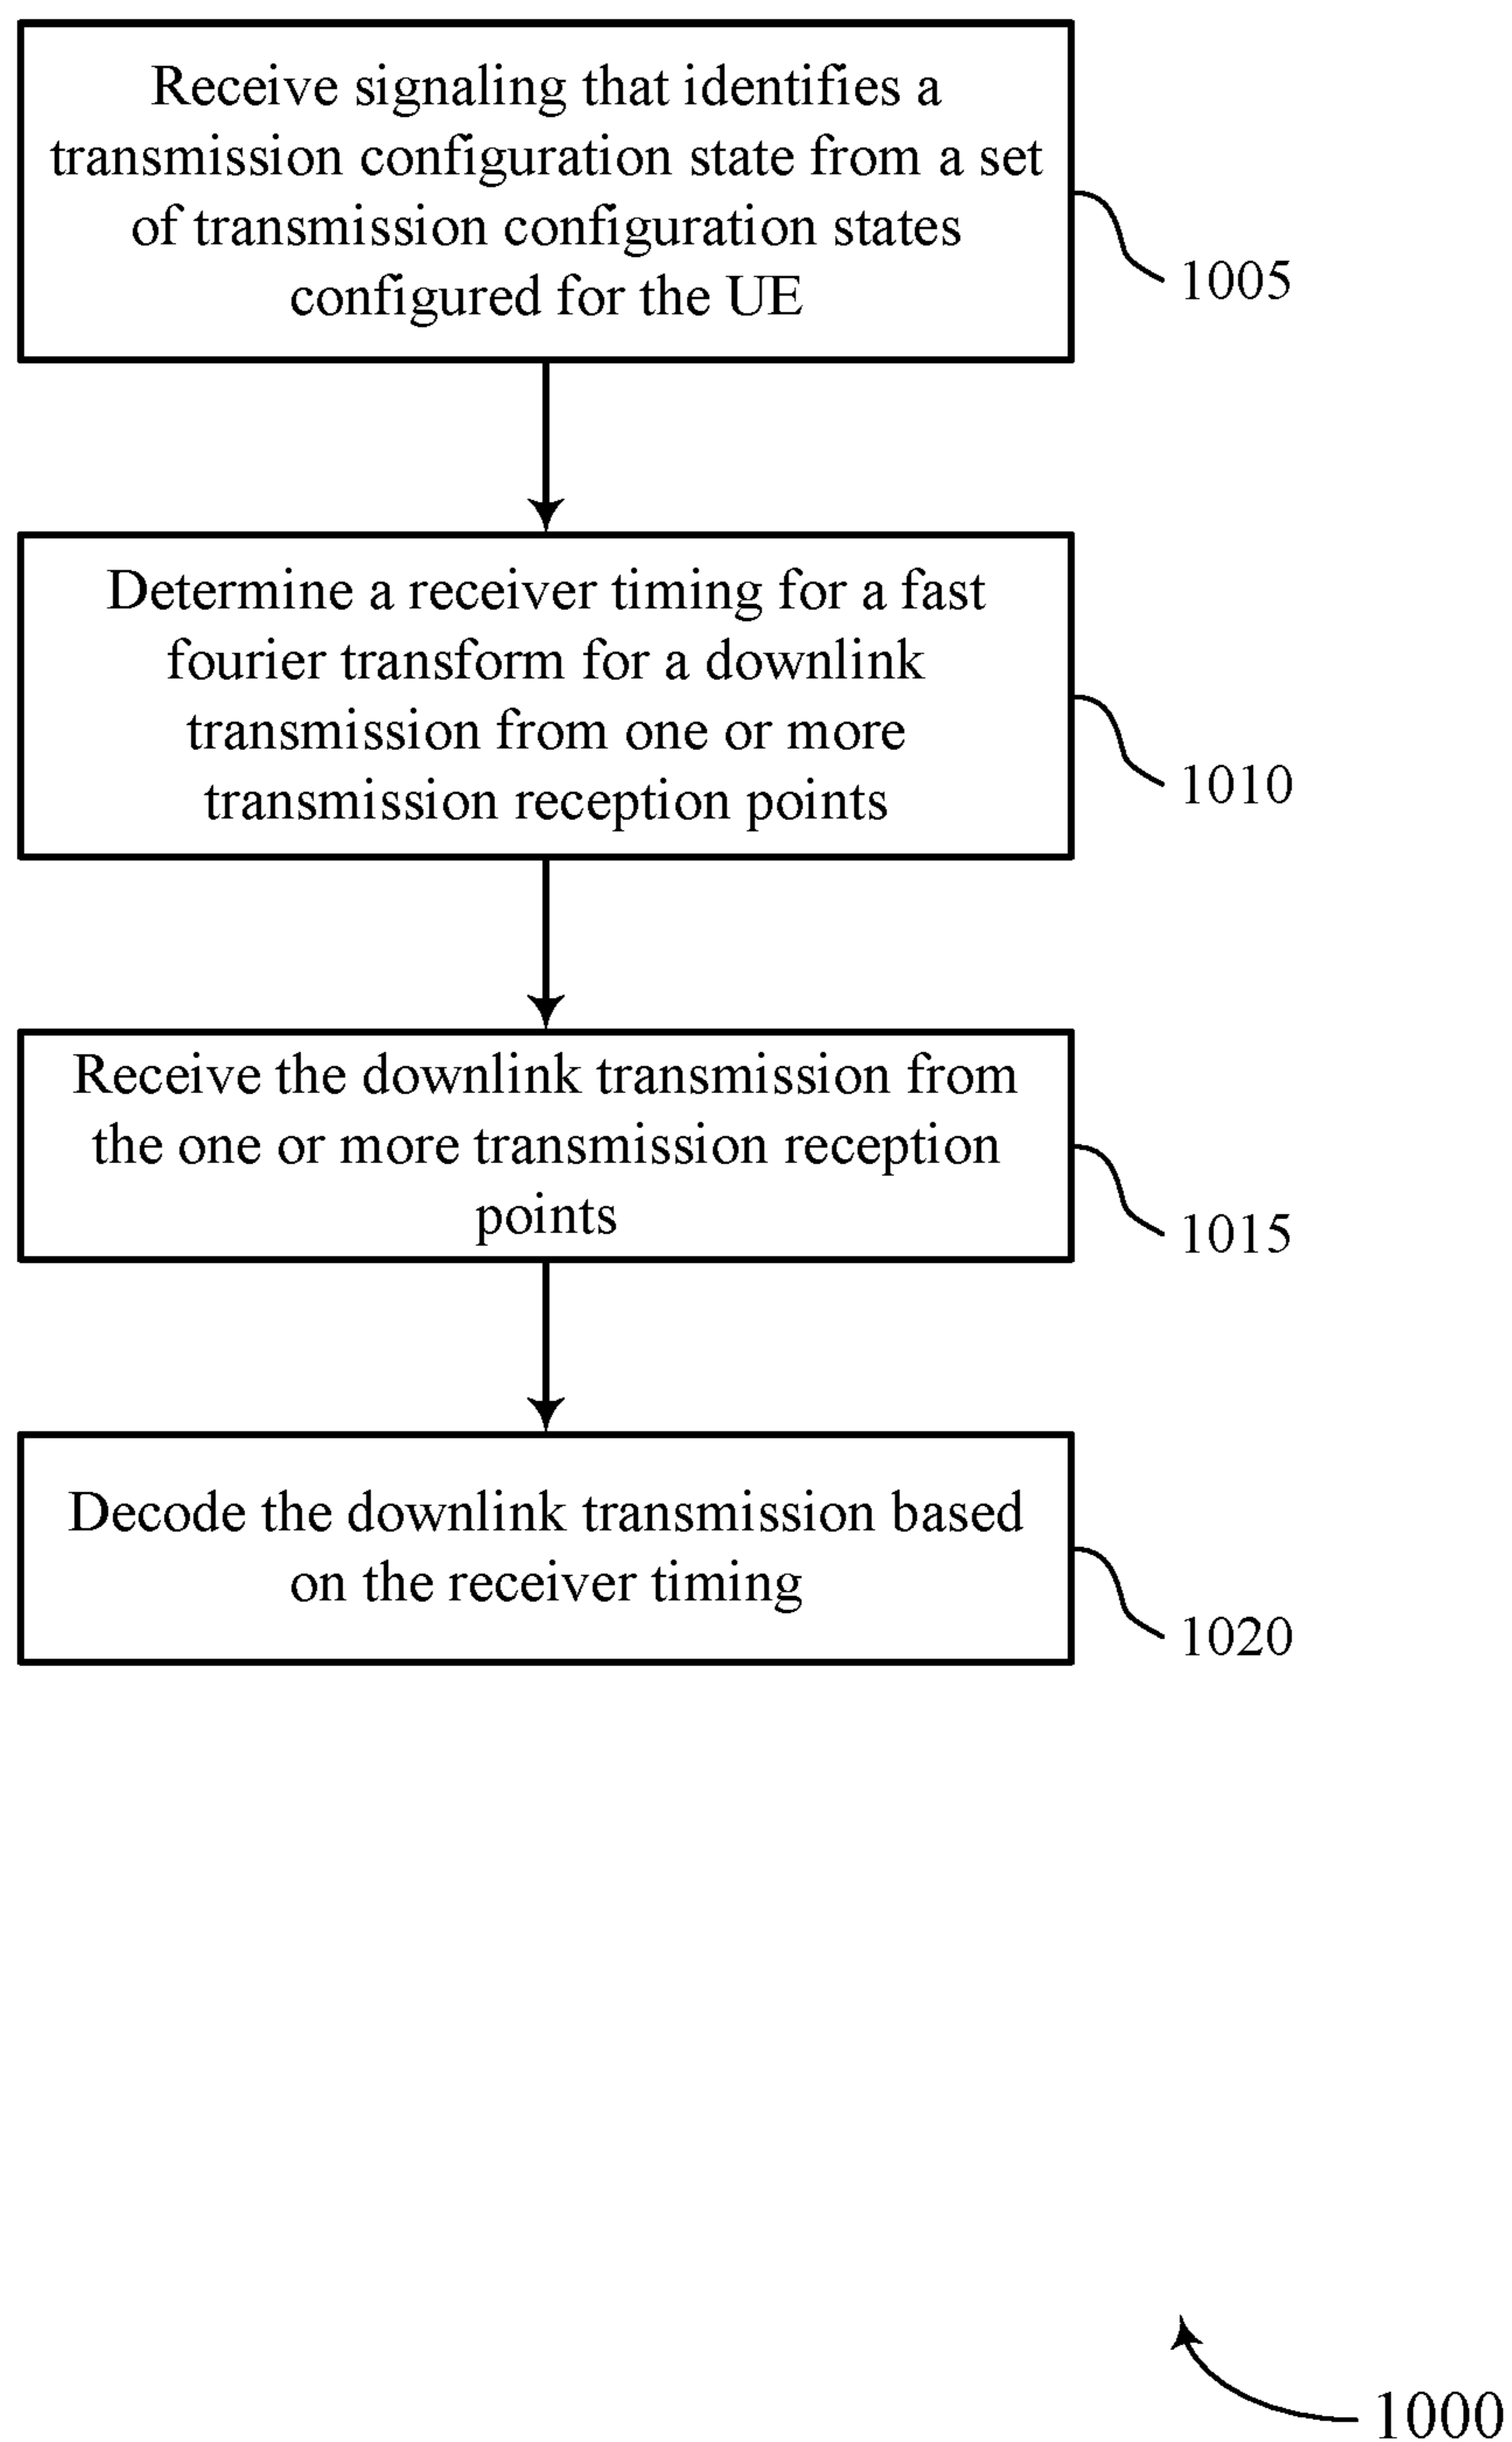 Receive signaling that identifies a
transmission configuration state from a set
of transmission configuration states
configured for the UE
1005
Determine a receiver timing for a fast
fourier transform for a downlink
transmission from one or more
transmission reception points
1010
Receive the downlink transmission from
the one or more transmission reception
points
1015
Decode the downlink transmission based
on the receiver timing
1020
1000